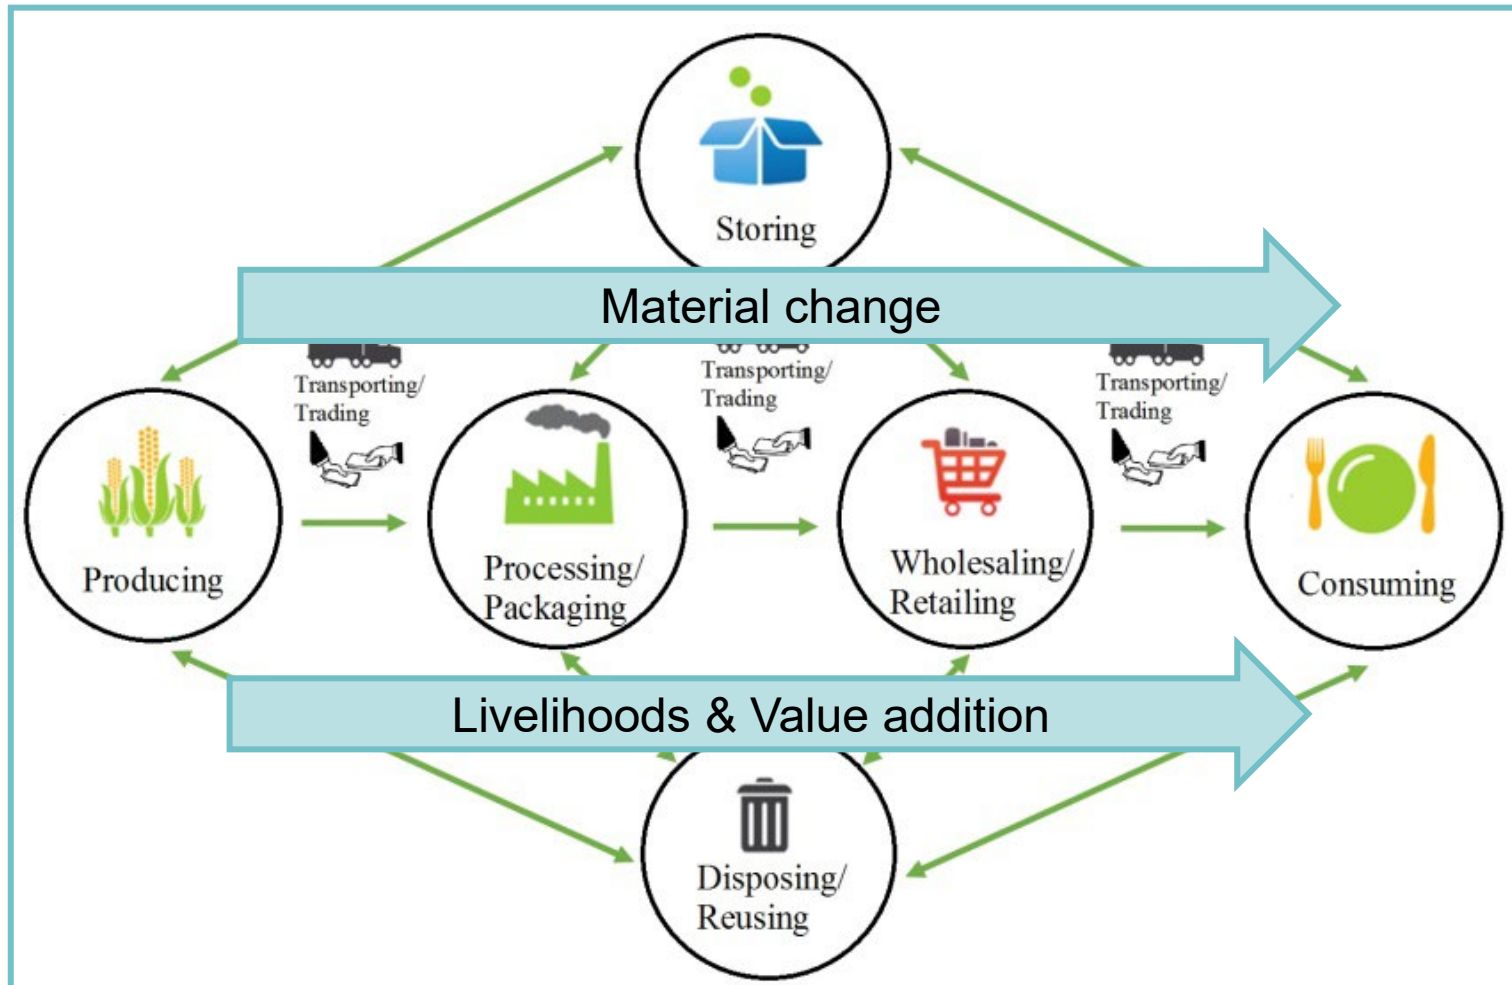 Storing
Material change
Transporting/
Trading
Transporting/
Trading
Transporting/
Trading
Producing
Processing/
Packaging
Wholesaling/
Retailing
Consuming
Livelihoods & Value addition
Disposing/
Reusing